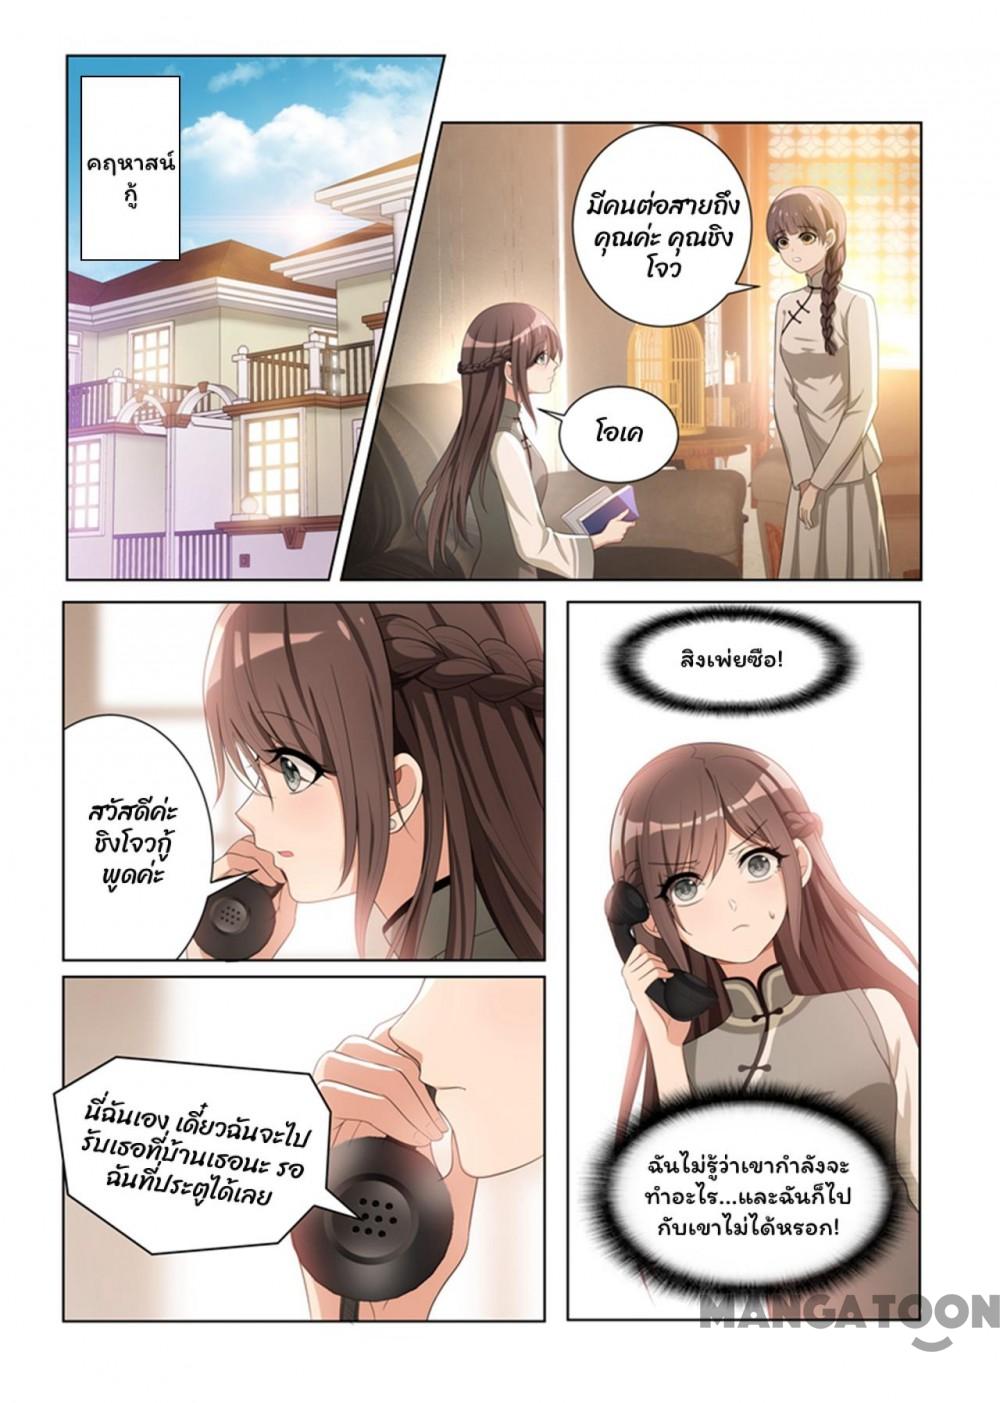 คฤหาสน์
กู้
มีคนต่อสายถึง
คุณค่ะ คุณชิง
โจว
โอเค
สวัสดีค่ะ
ชิงโจวกู้
พูดค่ะ
นี่ฉันเอง เดี๋ยวฉันจะไป
รับเธอที่บ้านเธอนะ รอ
ฉันที่ประตูได้เลย
สิงเพ่ยซือ!
ฉันไม่รู้ว่าเขากำลังจะ
ทำอะไร...และฉันก็ไป
กับเขาไม่ได้หรอก!
MANGATOON